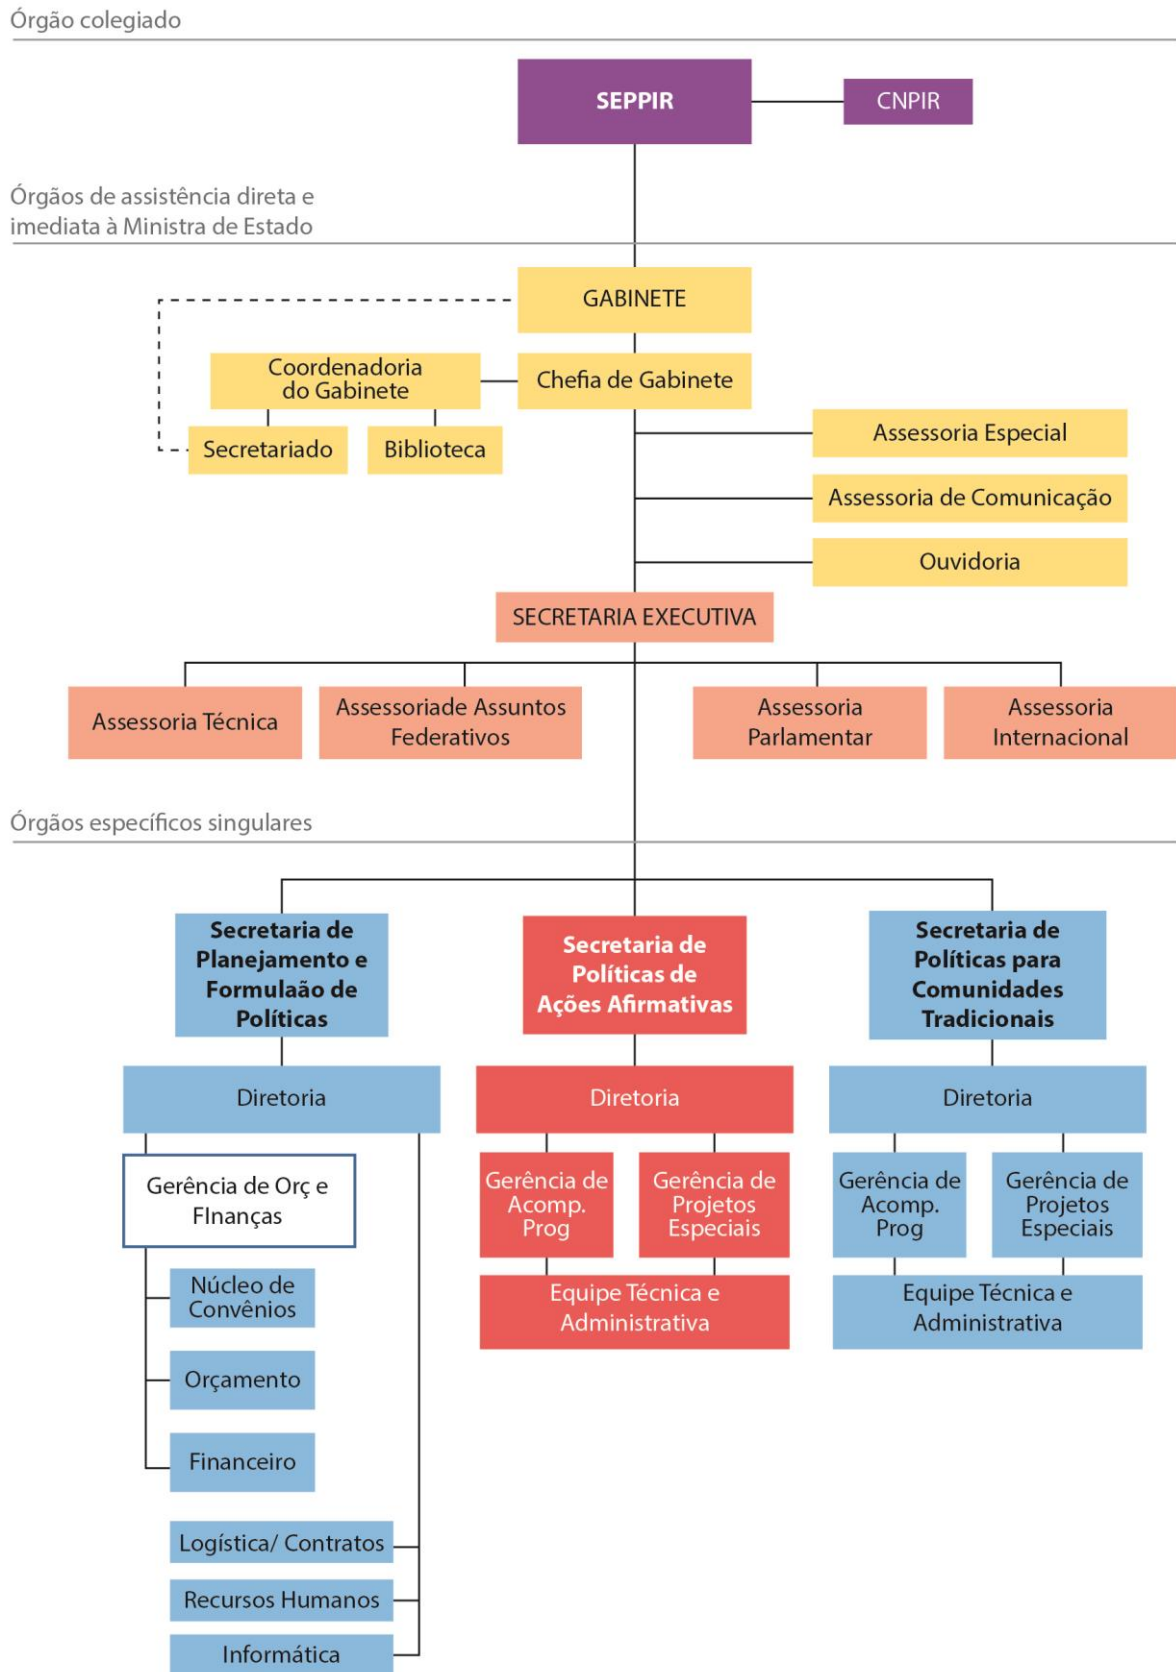 Órgão colegiado
SEPPIR
CNPIR
Órgãos de assistência direta e
imediata à Ministra de Estado
GABINETE
Coordenadoria
do Gabinete
Chefia de Gabinete
Secretariado
Biblioteca
Assessoria Especial
Assessoria de Comunicação
Ouvidoria
SECRETARIA EXECUTIVA
Assessoria Técnica
Assessoriade Assuntos
Federativos
Assessoria
Parlamentar
Assessoria
Internacional
Órgãos específicos singulares
Secretaria de
Planejamento e
Formulaão de
Políticas
Secretaria de
Políticas de
Ações Afirmativas
Secretaria de
Políticas para
Comunidades
Tradicionais
Diretoria
Diretoria
Diretoria
Gerência de Orç e
FInanças
Gerência de
Acomp.
Prog
Gerência de
Projetos
Especiais
Gerência de
Acomp.
Prog
Gerência de
Projetos
Especiais
Núcleo de
Convênios
Equipe Técnica e
Administrativa
Equipe Técnica e
Administrativa
Orçamento
Financeiro
Logística/ Contratos
Recursos Humanos
Informática